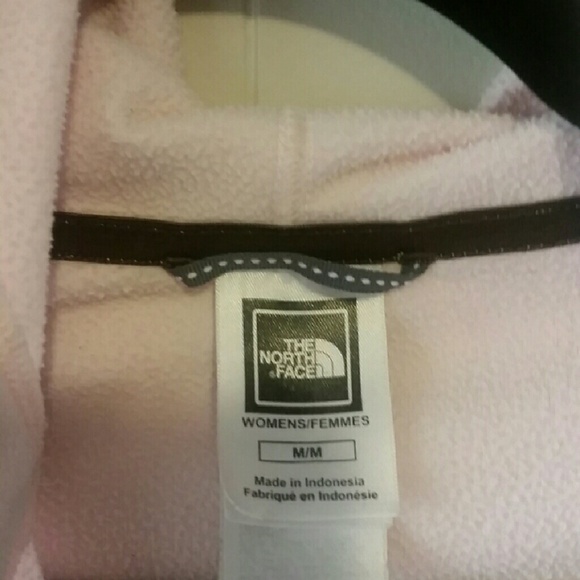 THE
NORTH
FACE
WOMENS/FEMMES
M/M
Made in Indonesia
Fabriqué en Indonésie